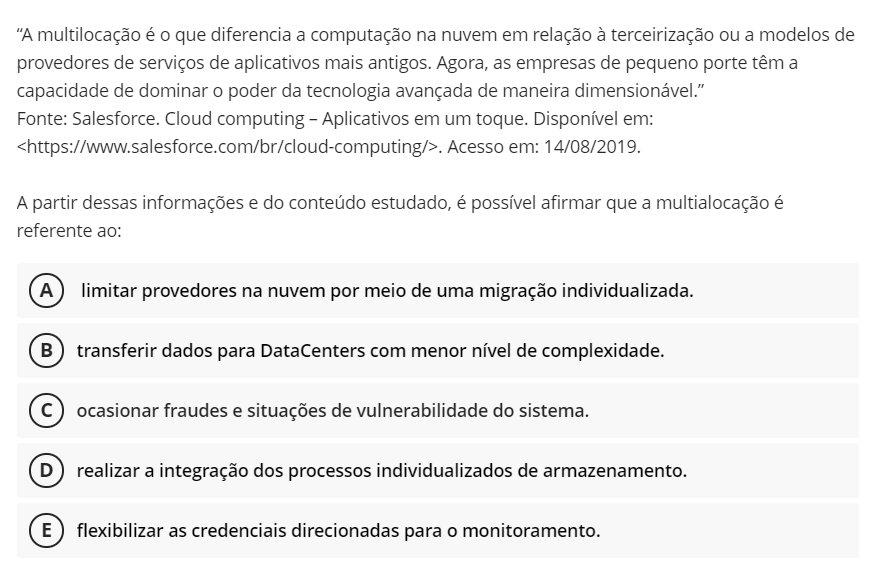 “A multilocação é o que diferencia a computação na nuvem em relação à terceirização ou a modelos de
provedores de serviços de aplicativos mais antigos. Agora, as empresas de pequeno porte têm a
capacidade de dominar o poder da tecnologia avançada de maneira dimensionável.”
Fonte: Salesforce. Cloud computing – Aplicativos em um toque. Disponível em:
<https://www.salesforce.com/br/cloud-computing/>. Acesso em: 14/08/2019.
A partir dessas informações e do conteúdo estudado, é possível afirmar que a multialocação é
referente ao:
A limitar provedores na nuvem por meio de uma migração individualizada.
B transferir dados para DataCenters com menor nível de complexidade.
C ocasionar fraudes e situações de vulnerabilidade do sistema.
D realizar a integração dos processos individualizados de armazenamento.
E flexibilizar as credenciais direcionadas para o monitoramento.